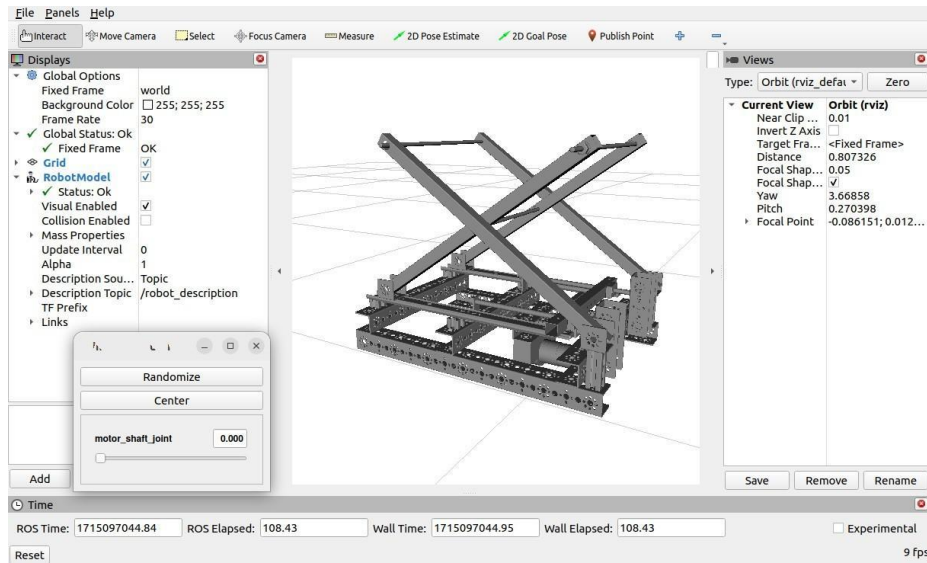 File Panels Help
Interact Move Camera Select Focus Camera Measure 2D Pose Estimate 2D Goal Pose Publish Point
Displays
Global Options
Fixed Frame world
Background Color 255; 255; 255
Frame Rate 30
Global Status: Ok
Fixed Frame OK
Grid
RobotModel
Status: Ok
Visual Enabled
Collision Enabled
Mass Properties
Update Interval 0
Alpha 1
Description Sou... Topic
Description Topic /robot_description
TF Prefix
Links
Randomize
Center
motor_shaft_joint 0.000
Add
Views
Type: Orbit (rviz_defau Zero
Current View Orbit (rviz)
Near Clip ... 0.01
Invert Z Axis
Target Fra... <Fixed Frame>
Distance 0.807326
Focal Shap... 0.05
Focal Shap...
Yaw 3.66858
Pitch 0.270398
Focal Point -0.086151; 0.012...
Save Remove Rename
Time
ROS Time: 1715097044.84 ROS Elapsed: 108.43 Wall Time: 1715097044.95 Wall Elapsed: 108.43 Experimental
Reset 9 fps